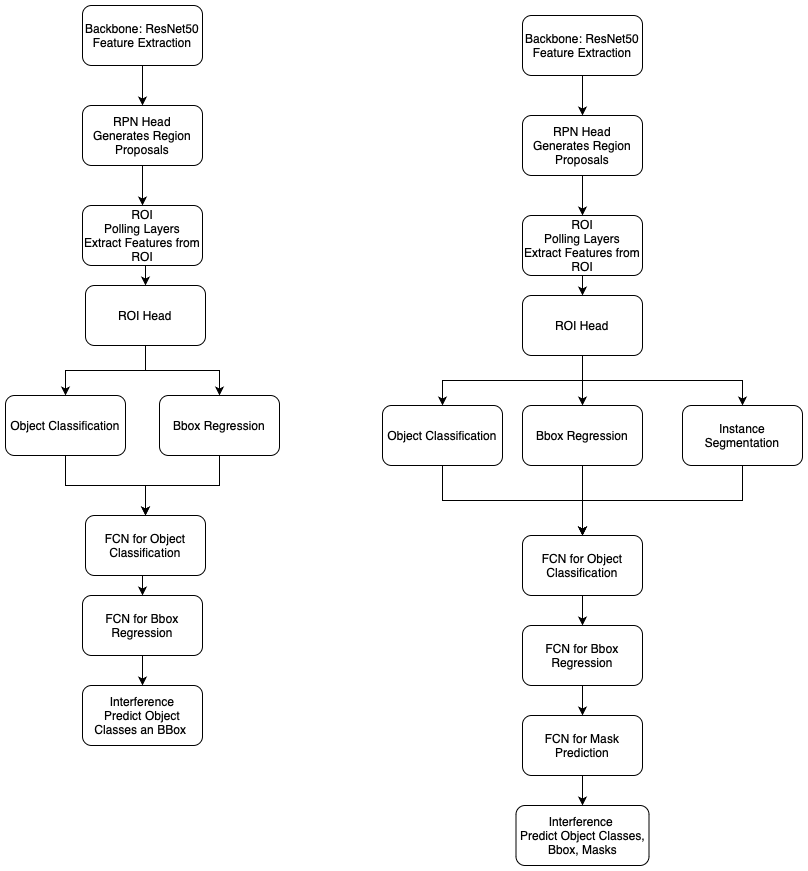 Backbone: ResNet50
Feature Extraction
RPN Head
Generates Region
Proposals
ROI
Polling Layers
Extract Features from
ROI
ROI Head
Object Classification
Bbox Regression
FCN for Object
Classification
FCN for Bbox
Regression
Interference
Predict Object
Classes an BBox
Backbone: ResNet50
Feature Extraction
RPN Head
Generates Region
Proposals
ROI
Polling Layers
Extract Features from
ROI
ROI Head
Object Classification
Bbox Regression
Instance
Segmentation
FCN for Object
Classification
FCN for Bbox
Regression
FCN for Mask
Prediction
Interference
Predict Object Classes,
Bbox, Masks